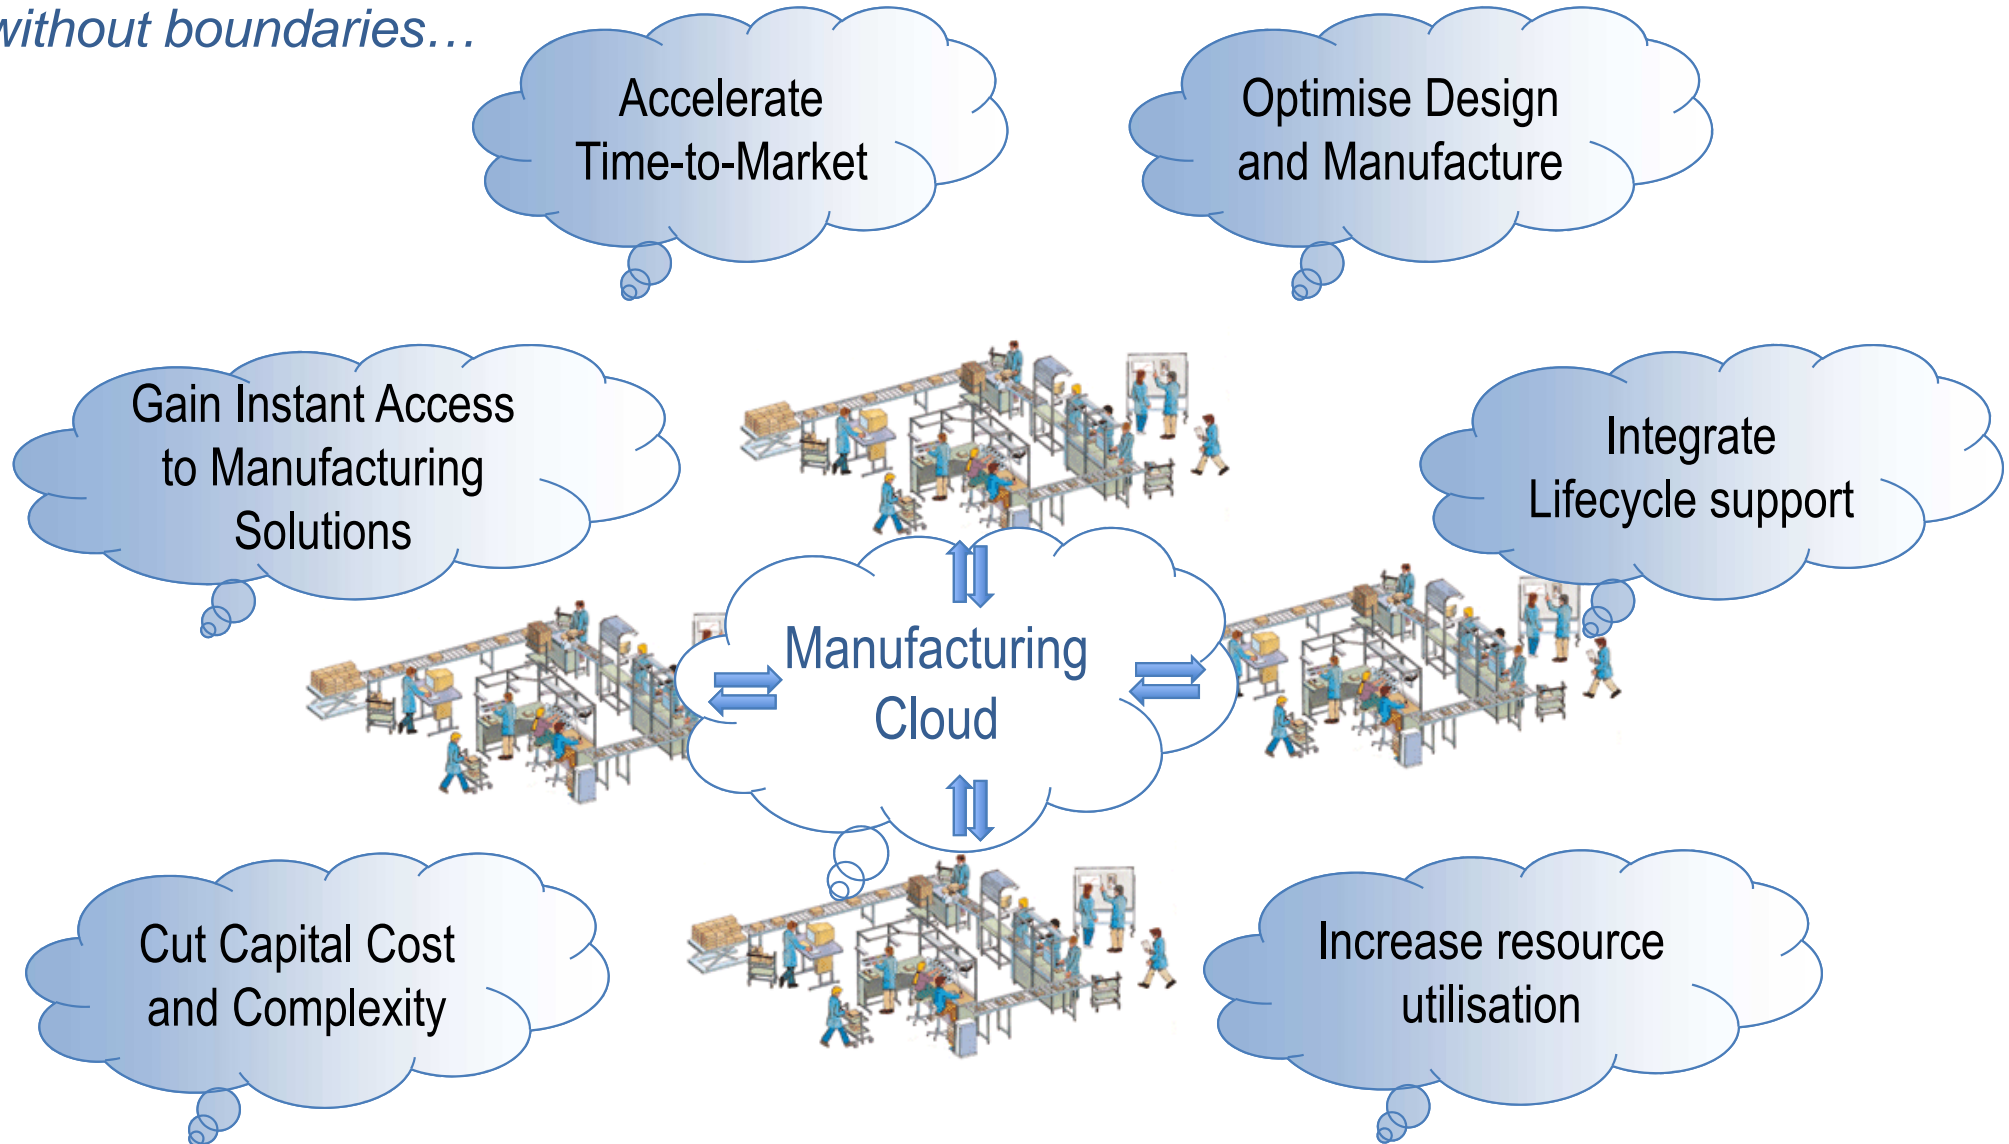 without boundaries…
Accelerate
Time-to-Market
Optimise Design
and Manufacture
Gain Instant Access
to Manufacturing
Solutions
Integrate
Lifecycle support
Manufacturing
Cloud
Cut Capital Cost
and Complexity
Increase resource
utilisation